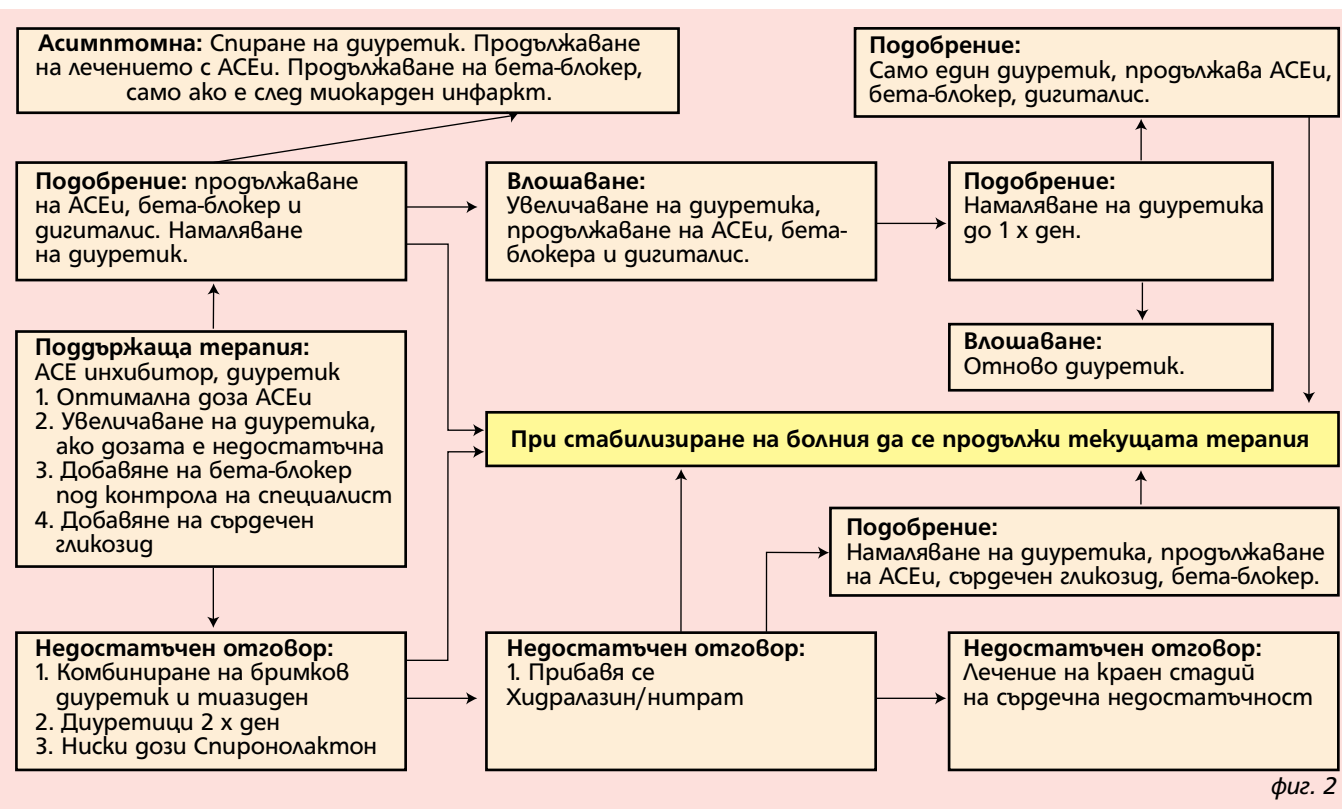 Асимптомна: Спиране на диуретик. Продължаване
на лечението с АСЕи. Продължаване на бета-блокер,
само ако е след миокарден инфаркт.
Подобрение:
Само един диуретик, продължава АСЕи,
бета-блокер, дигиталис.
Подобрение: продължаване
на АСЕи, бета-блокер и
дигиталис. Намаляване
на диуретик.
Влошаване:
Увеличаване на диуретика,
продължаване на АСЕи, бета-
блокера и дигиталис.
Подобрение:
Намаляване на диуретика
до 1 х ден.
Влошаване:
Отново диуретик.
Поддържаща терапия:
АСЕ инхибитор, диуретик
1. Оптимална доза АСЕи
2. Увеличаване на диуретика,
ако дозата е недостатъчна
3. Добавяне на бета-блокер
под контрола на специалист
4. Добавяне на сърдечен
гликозид
При стабилизиране на болния да се продължи текущата терапия
Подобрение:
Намаляване на диуретика, продължаване
на АСЕи, сърдечен гликозид, бета-блокер.
Недостатъчен отговор:
1. Комбиниране на бримков
диуретик и тиазиден
2. Диуретици 2 х ден
3. Ниски дози Спиронолактон
Недостатъчен отговор:
1. Прибавя се
Хидралазин/нитрат
Недостатъчен отговор:
Лечение на краен стадий
на сърдечна недостатъчност
фиг. 2